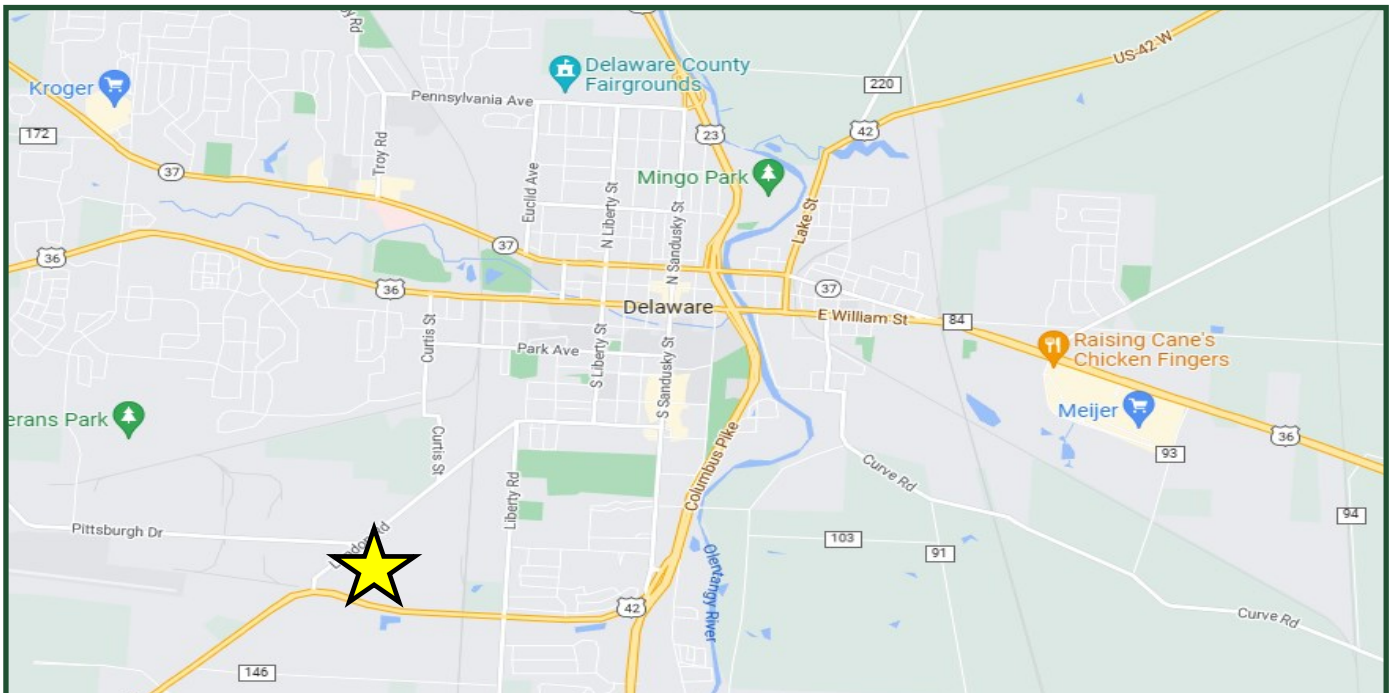 oy Rd
US-42 W
Delaware County
Fairgrounds
Kroger
220
Pennsylvania Ave
172
42
23
Troy Rd
37
Mingo Park
Euclid Ave
N Liberty St
N Sandusky St
Lake St
36
37
36
37
Delaware
E William St
84
Curtis St
Park Ave
S Liberty St
S Sandusky St
Raising Cane's
Chicken Fingers
Meijer
erans Park
36
Curtis St
Columbus Pike
93
Curve Rd
Liberty Rd
94
Pittsburgh Dr
103
91
Olentangy River
42
Curve Rd
146